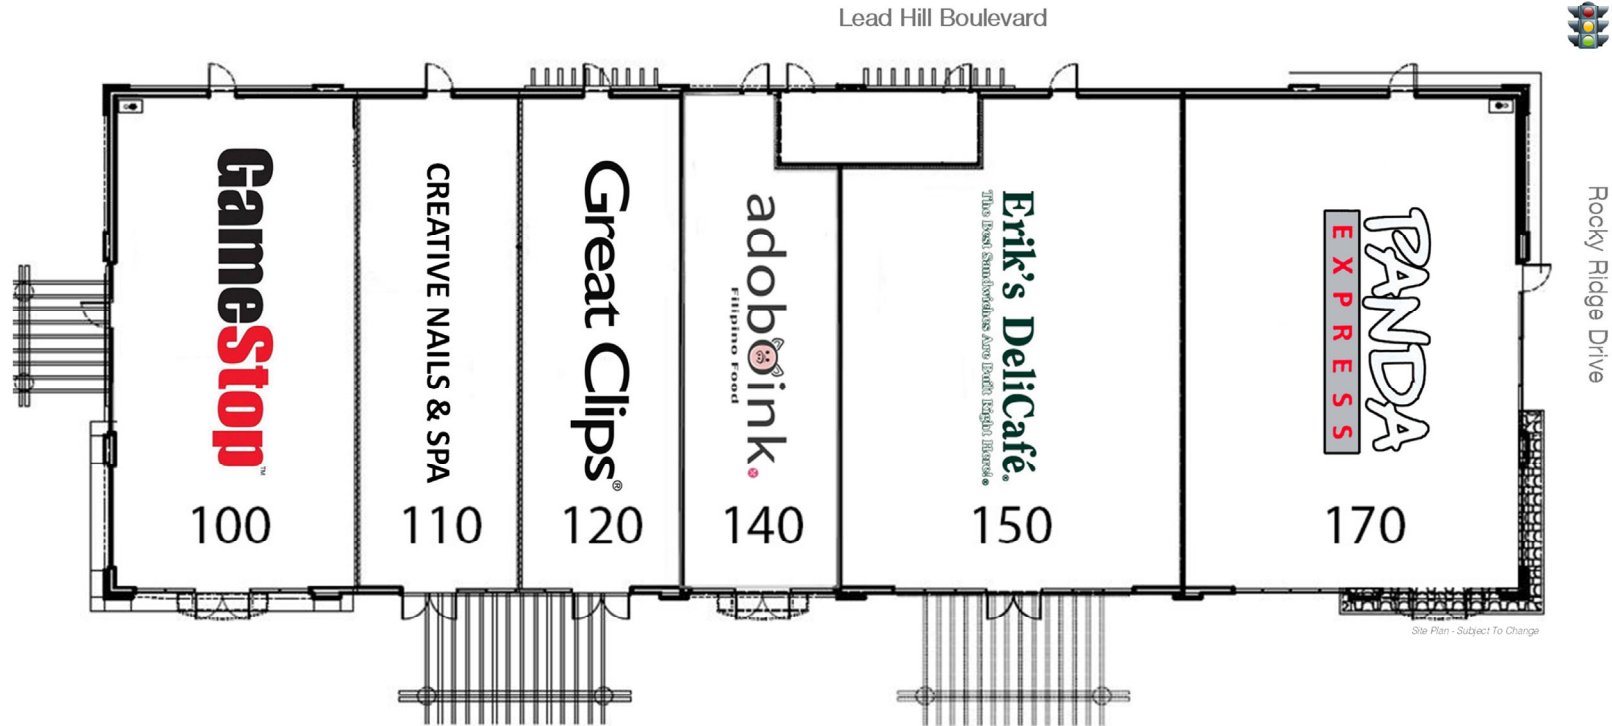 Lead Hill Boulevard
Rocky Ridge Drive
GameStop™
100
CREATIVE NAILS & SPA
110
Great Clips®
120
adoboink.
Filipino Food
140
Erik's DeliCafé®
The Best Sandwiches Are Built Right Here!®
150
PANDA
EXPRESS
170
Site Plan - Subject To Change